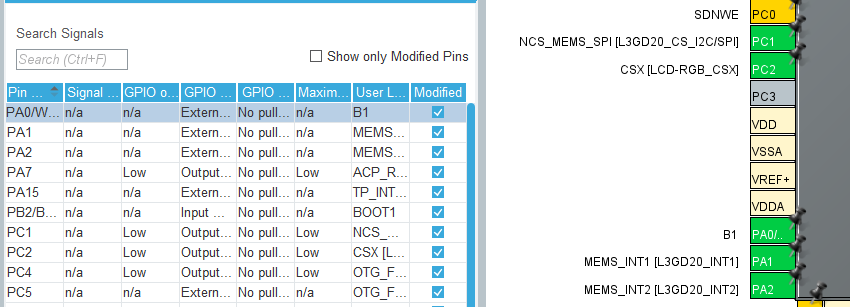 Search Signals
Search (Ctrl+F)
Show only Modified Pins
Pin ... Signal ... GPIO o... GPIO ... GPIO ... Maxim... User L... Modified
PA0/W... n/a n/a Extern... No pull... n/a B1
PA1 n/a n/a Extern... No pull... n/a MEMS...
PA2 n/a n/a Extern... No pull... n/a MEMS...
PA7 n/a Low Output... No pull... Low ACP_R...
PA15 n/a n/a Extern... No pull... n/a TP_INT...
PB2/B... n/a n/a Input ... No pull... n/a BOOT1
PC1 n/a Low Output... No pull... Low NCS_...
PC2 n/a Low Output... No pull... Low CSX [L...
PC4 n/a Low Output... No pull... Low OTG_F...
PC5 n/a n/a Extern... No pull... n/a OTG_F...
SDNWE PC0
NCS_MEMS_SPI [L3GD20_CS_I2C/SPI] PC1
CSX [LCD-RGB_CSX] PC2
PC3
VDD
VSSA
VREF+
VDDA
B1 PA0/..
MEMS_INT1 [L3GD20_INT1] PA1
MEMS_INT2 [L3GD20_INT2] PA2